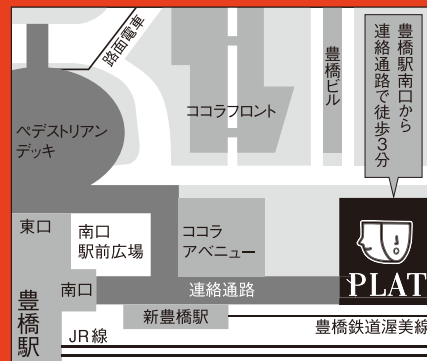 路面電車
豊橋ビル
豊橋駅南口から
連絡通路で徒歩3分
ココラフロント
ペデストリアン
デッキ
東口
南口
駅前広場
ココラ
アベニュー
PLAT
南口
連絡通路
豊橋駅
新豊橋駅
豊橋鉄道渥美線
JR線